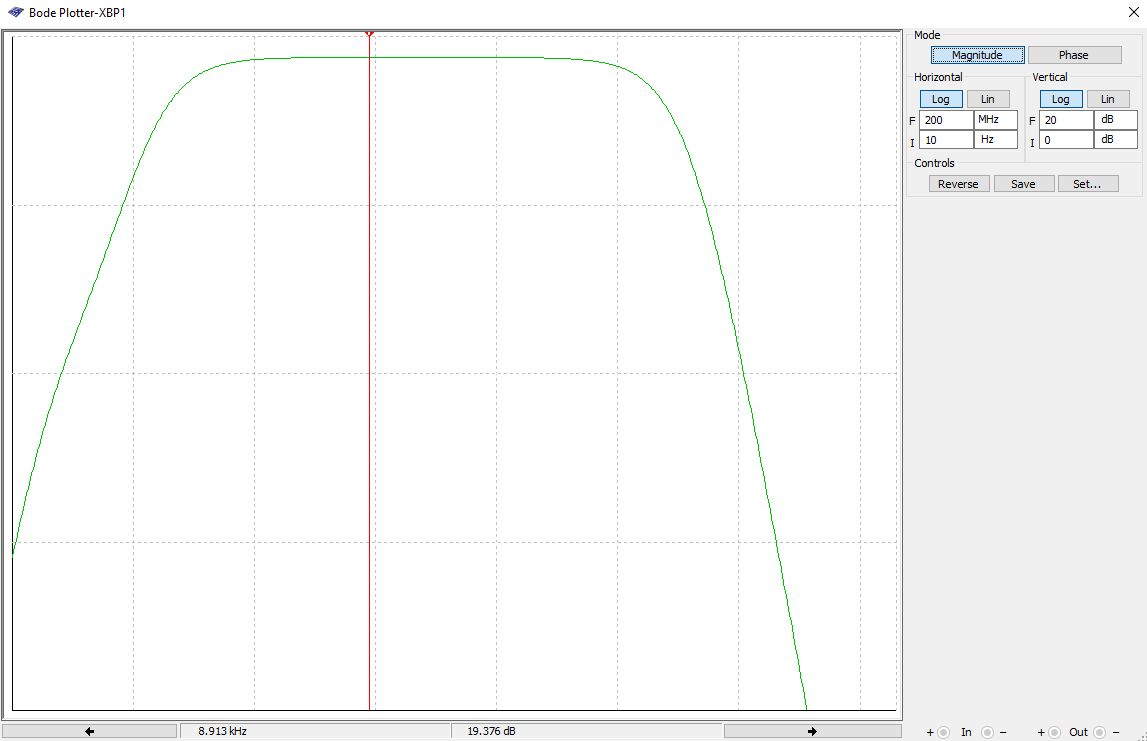 Bode Plotter-XBP1
Mode
Magnitude Phase
Horizontal Vertical
Log Lin Log Lin
F 200 MHz F 20 dB
I 10 Hz I 0 dB
Controls
Reverse Save Set...
8.913 kHz 19.376 dB
+ In − + Out −